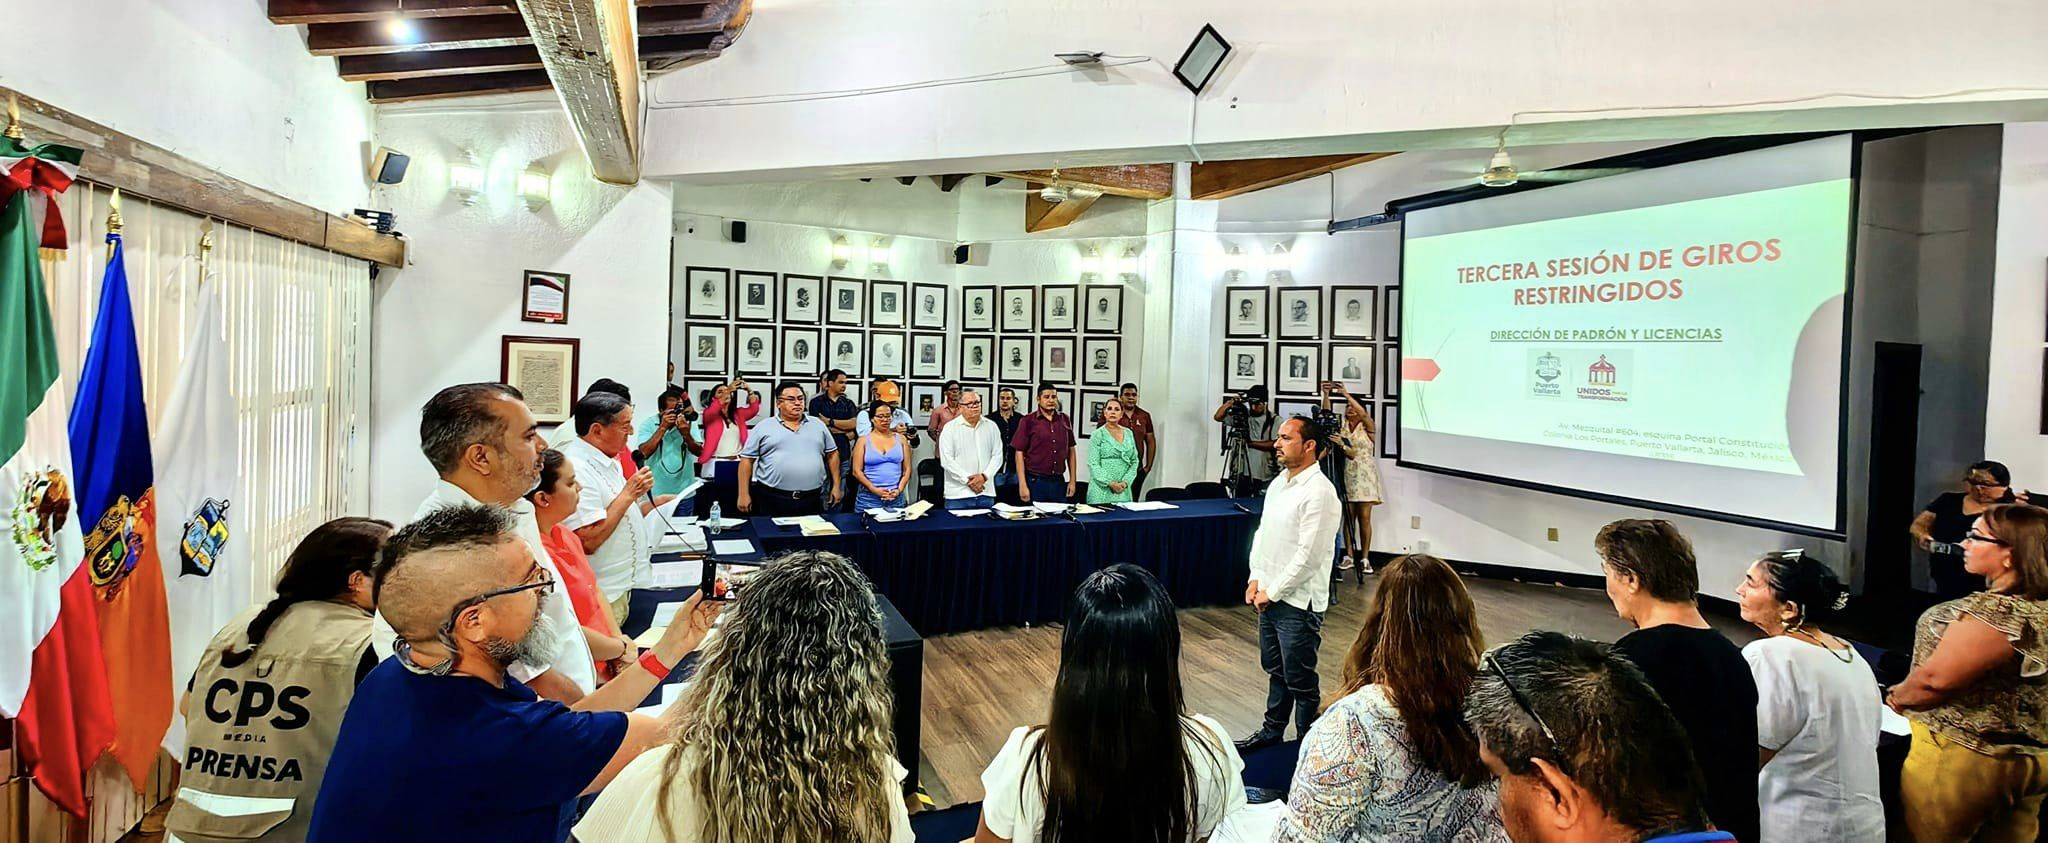 TERCERA SESIÓN DE GIROS
RESTRINGIDOS
DIRECCIÓN DE PADRÓN Y LICENCIAS
Puerto
Vallarta
UNIDOS
TRANSFORMACIÓN
Av. Mezquital #604, esquina Portal Constitución
Colonia Los Portales, Puerto Vallarta, Jalisco, México
CPS
MEDIA
PRENSA